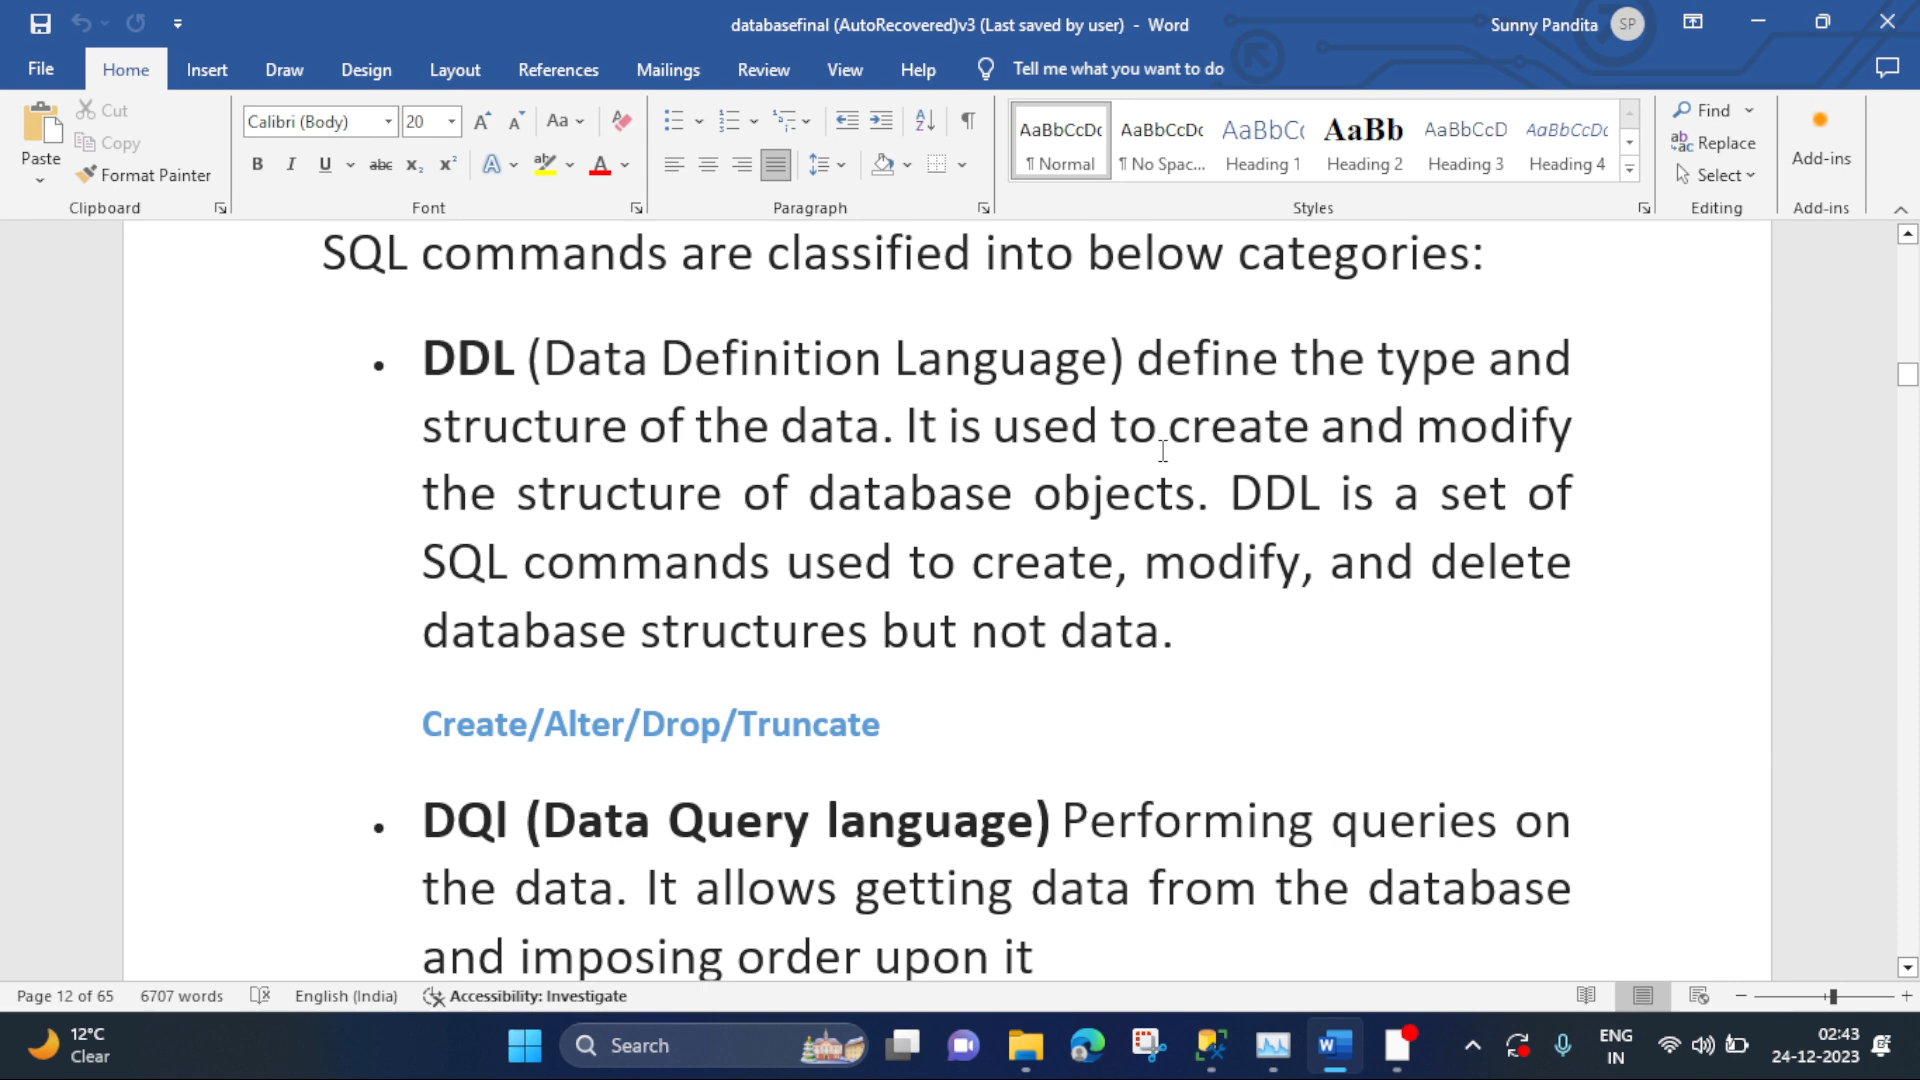 databasefinal (AutoRecovered)v3 (Last saved by user) - Word
Sunny Pandita
SP
File
Home
Insert
Draw
Design
Layout
References
Mailings
Review
View
Help
Tell me what you want to do
Paste
Cut
Copy
Format Painter
Clipboard
Calibri (Body)
20
Font
Paragraph
AaBbCcDc
¶ Normal
AaBbCcDc
¶ No Spac...
AaBbC(
Heading 1
AaBb
Heading 2
AaBbCcD
Heading 3
AaBbCcDc
Heading 4
Styles
Find
Replace
Select
Editing
Add-ins
Add-ins
SQL commands are classified into below categories:
• DDL (Data Definition Language) define the type and
structure of the data. It is used to create and modify
the structure of database objects. DDL is a set of
SQL commands used to create, modify, and delete
database structures but not data.
Create/Alter/Drop/Truncate
• DQl (Data Query language) Performing queries on
the data. It allows getting data from the database
and imposing order upon it
Page 12 of 65
6707 words
English (India)
Accessibility: Investigate
12°C
Clear
Search
ENG
IN
02:43
24-12-2023